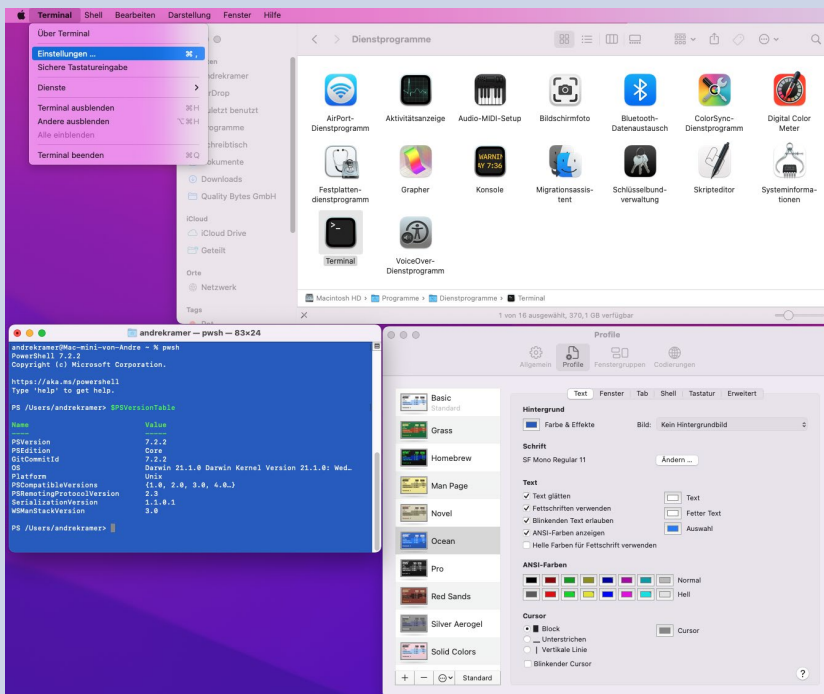 Terminal Shell Bearbeiten Darstellung Fenster Hilfe
Über Terminal
Einstellungen ... ⌘ ,
Sichere Tastatureingabe
Dienste >
Terminal ausblenden ⌘H
Andere ausblenden ⌥⌘H
Alle einblenden
Terminal beenden ⌘Q
Dienstprogramme
Downloads
Quality Bytes GmbH
iCloud
iCloud Drive
Geteilt
Orte
Netzwerk
Tags
AirPort-
Dienstprogramm
Aktivitätsanzeige
Audio-MIDI-Setup
Bildschirmfoto
Bluetooth-
Datenaustausch
ColorSync-
Dienstprogramm
Digital Color
Meter
Festplatten-
dienstprogramm
Grapher
WARNIN
AY 7:36
Konsole
Migrationsassis-
tent
Schlüsselbund-
verwaltung
Skripteditor
Systeminforma-
tionen
Terminal
VoiceOver-
Dienstprogramm
Macintosh HD > Programme > Dienstprogramme > Terminal
1 von 16 ausgewählt, 370,1 GB verfügbar
andrekramer — pwsh — 83×24
andrekramer@Mac-mini-von-Andre ~ % pwsh
PowerShell 7.2.2
Copyright (c) Microsoft Corporation.
https://aka.ms/powershell
Type 'help' to get help.
PS /Users/andrekramer> $PSVersionTable
Name Value
---- -----
PSVersion 7.2.2
PSEdition Core
GitCommitId 7.2.2
OS Darwin 21.1.0 Darwin Kernel Version 21.1.0: Wed…
Platform Unix
PSCompatibleVersions {1.0, 2.0, 3.0, 4.0…}
PSRemotingProtocolVersion 2.3
SerializationVersion 1.1.0.1
WSManStackVersion 3.0
PS /Users/andrekramer>
Profile
Allgemein Profile Fenstergruppen Codierungen
Basic
Standard
Grass
Homebrew
Man Page
Novel
Ocean
Pro
Red Sands
Silver Aerogel
Solid Colors
+ − Standard
Text Fenster Tab Shell Tastatur Erweitert
Hintergrund
Farbe & Effekte Bild: Kein Hintergrundbild
Schrift
SF Mono Regular 11 Ändern ...
Text
Text glätten Text
Fettschriften verwenden Fetter Text
Blinkenden Text erlauben Auswahl
ANSI-Farben anzeigen
Helle Farben für Fettschrift verwenden
ANSI-Farben
Normal
Hell
Cursor
Block Cursor
Unterstrichen
Vertikale Linie
Blinkender Cursor
?